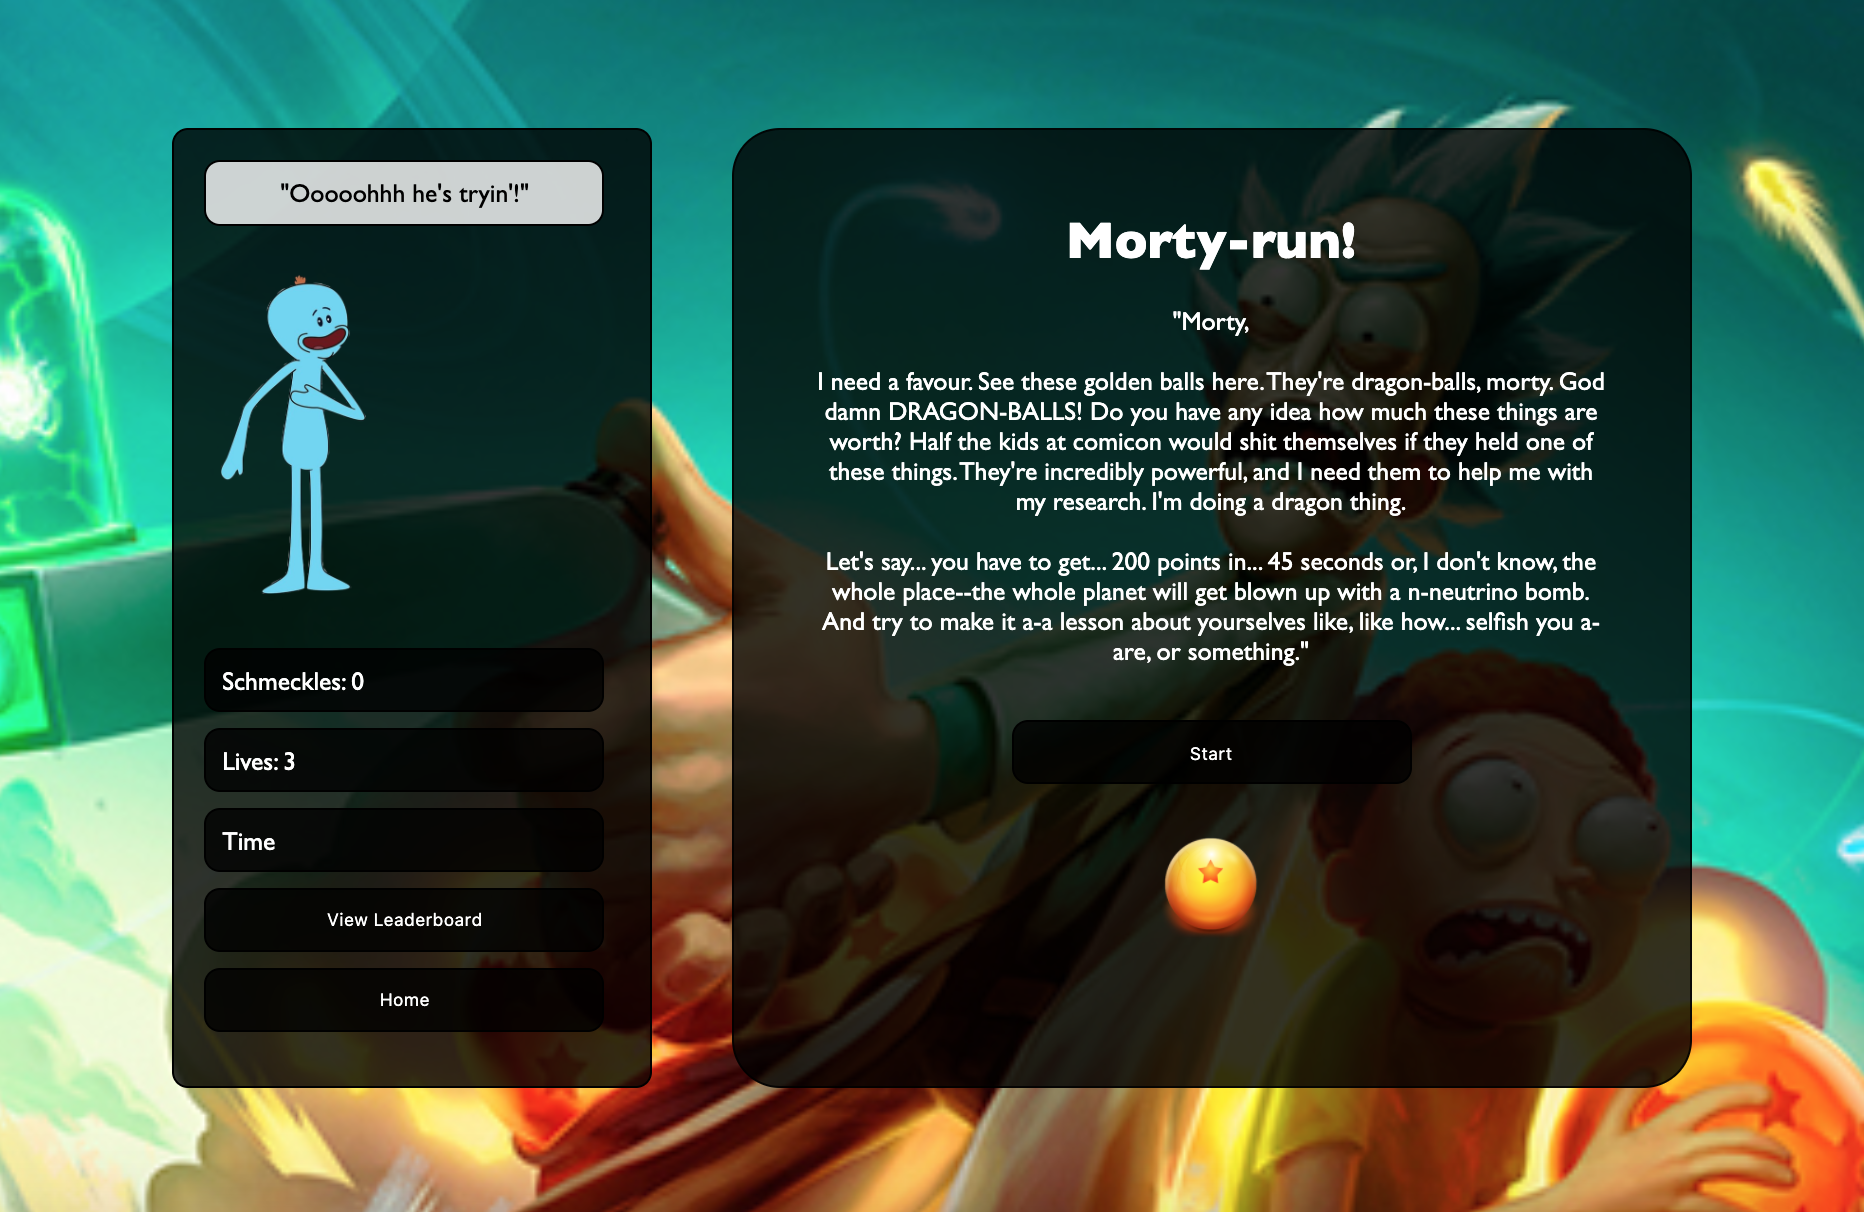 "Ooooohhh he's tryin'!"
Schmeckles: 0
Lives: 3
Time
View Leaderboard
Home
Morty-run!
"Morty,
I need a favour. See these golden balls here. They're dragon-balls, morty. God
damn DRAGON-BALLS! Do you have any idea how much these things are
worth? Half the kids at comicon would shit themselves if they held one of
these things. They're incredibly powerful, and I need them to help me with
my research. I'm doing a dragon thing.
Let's say... you have to get... 200 points in... 45 seconds or, I don't know, the
whole place--the whole planet will get blown up with a n-neutrino bomb.
And try to make it a-a lesson about yourselves like, like how... selfish you a-
are, or something."
Start